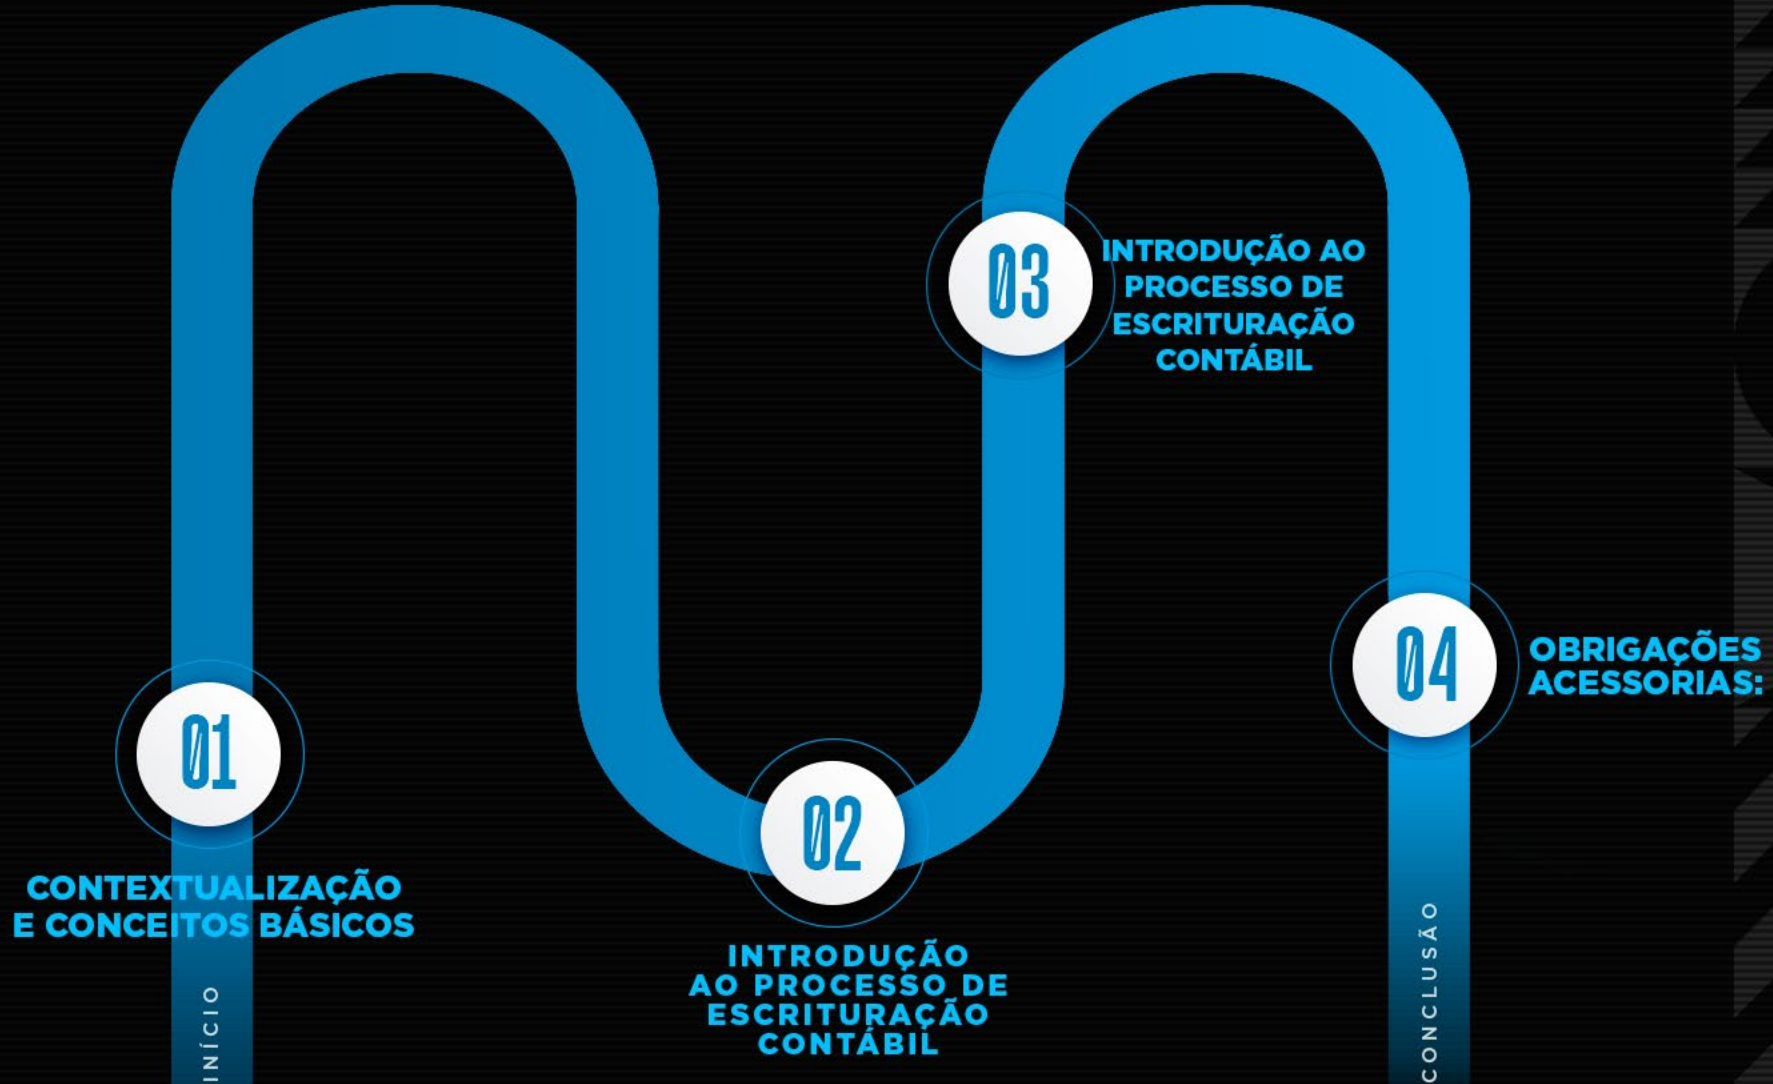 01
CONTEXTUALIZAÇÃO
E CONCEITOS BÁSICOS
INÍCIO
02
INTRODUÇÃO
AO PROCESSO DE
ESCRITURAÇÃO
CONTÁBIL
03
INTRODUÇÃO AO
PROCESSO DE
ESCRITURAÇÃO
CONTÁBIL
04
OBRIGAÇÕES
ACESSORIAS:
CONCLUSÃO